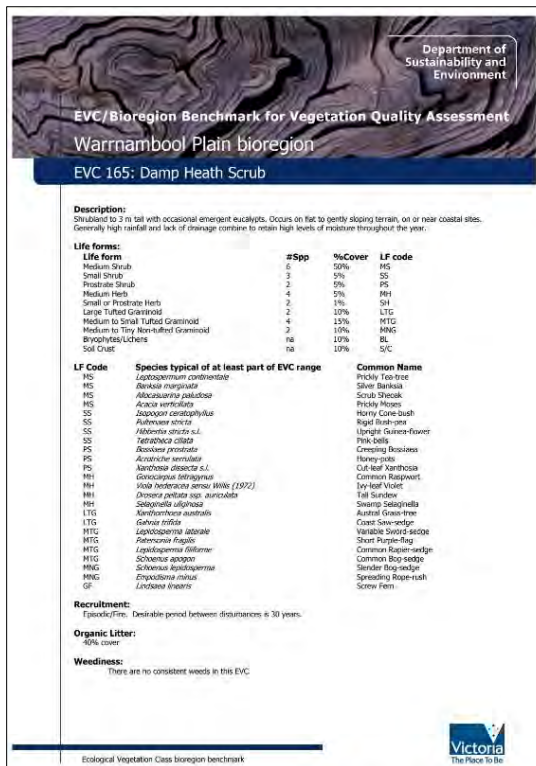 Department of
Sustainability and
Environment
EVC/Bioregion Benchmark for Vegetation Quality Assessment
Warrnambool Plain bioregion
EVC 165: Damp Heath Scrub
Description:
Shrubland to 3 m tall with occasional emergent eucalypts. Occurs on flat to gently sloping terrain, on or near coastal sites.
Generally high rainfall and lack of drainage combine to retain high levels of moisture throughout the year.
Life forms:
Life form #Spp %Cover LF code
Medium Shrub 6 50% MS
Small Shrub 3 5% SS
Prostrate Shrub 2 5% PS
Medium Herb 4 5% MH
Small or Prostrate Herb 2 1% SH
Large Tufted Graminoid 2 10% LTG
Medium to Small Tufted Graminoid 4 15% MTG
Medium to Tiny Non-tufted Graminoid 2 10% MNG
Bryophytes/Lichens na 10% BL
Soil Crust na 10% S/C
LF Code Species typical of at least part of EVC range Common Name
MS Leptospermum continentale Prickly Tea-tree
MS Banksia marginata Silver Banksia
MS Allocasuarina paludosa Scrub Sheoak
MS Acacia verticillata Prickly Moses
SS Isopogon ceratophyllus Horny Cone-bush
SS Pultenaea stricta Rigid Bush-pea
SS Hibbertia stricta s.l. Upright Guinea-flower
SS Tetratheca ciliata Pink-bells
PS Bossiaea prostrata Creeping Bossiaea
PS Acrotriche serrulata Honey-pots
PS Xanthosia dissecta s.l. Cut-leaf Xanthosia
MH Gonocarpus tetragynus Common Raspwort
MH Viola hederacea sensu Willis (1972) Ivy-leaf Violet
MH Drosera peltata ssp. auriculata Tall Sundew
MH Selaginella uliginosa Swamp Selaginella
LTG Xanthorrhoea australis Austral Grass-tree
LTG Gahnia trifida Coast Saw-sedge
MTG Lepidosperma laterale Variable Sword-sedge
MTG Patersonia fragilis Short Purple-flag
MTG Lepidosperma filiforme Common Rapier-sedge
MTG Schoenus apogon Common Bog-sedge
MNG Schoenus lepidosperma Slender Bog-sedge
MNG Empodisma minus Spreading Rope-rush
GF Lindsaea linearis Screw Fern
Recruitment:
Episodic/Fire. Desirable period between disturbances is 30 years.
Organic Litter:
40% cover
Weediness:
There are no consistent weeds in this EVC
Ecological Vegetation Class bioregion benchmark
Victoria
The Place To Be